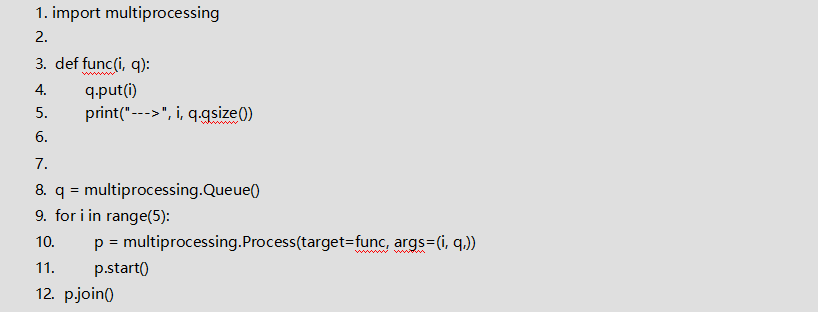 1. import multiprocessing
2.
3. def func(i, q):
4. q.put(i)
5. print("--->", i, q.qsize())
6.
7.
8. q = multiprocessing.Queue()
9. for i in range(5):
10. p = multiprocessing.Process(target=func, args=(i, q,))
11. p.start()
12. p.join()